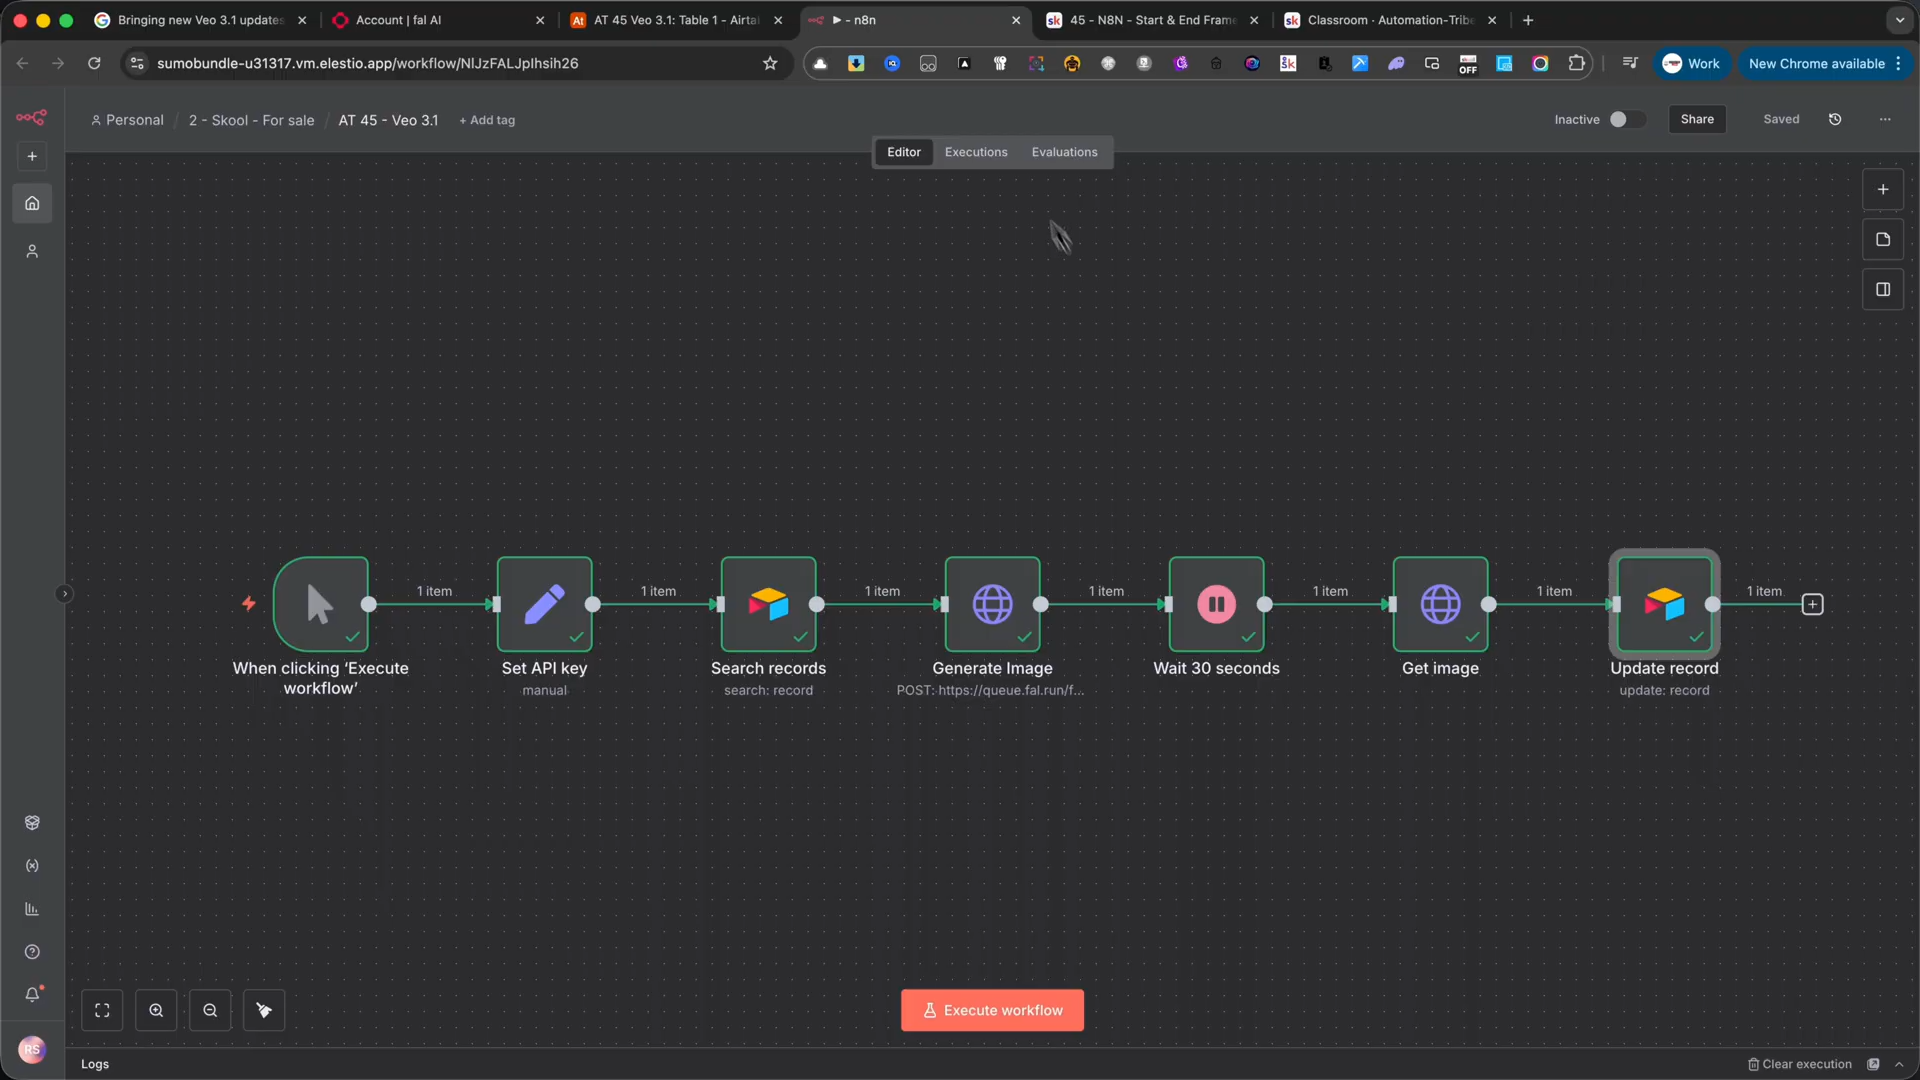 Bringing new Veo 3.1 updates
Account | fal AI
AT 45 Veo 3.1: Table 1 - Airta
▶ - n8n
45 - N8N - Start & End Frame
Classroom · Automation-Tribe
sumobundle-u31317.vm.elestio.app/workflow/NlJzFALJplhsih26
OFF
Work
New Chrome available
Personal / 2 - Skool - For sale / AT 45 - Veo 3.1 + Add tag
Inactive
Share
Saved
Editor
Executions
Evaluations
1 item
1 item
1 item
1 item
1 item
1 item
1 item
When clicking ‘Execute
workflow’
Set API key
manual
Search records
search: record
Generate Image
POST: https://queue.fal.run/f...
Wait 30 seconds
Get image
Update record
update: record
Execute workflow
RS
Logs
Clear execution